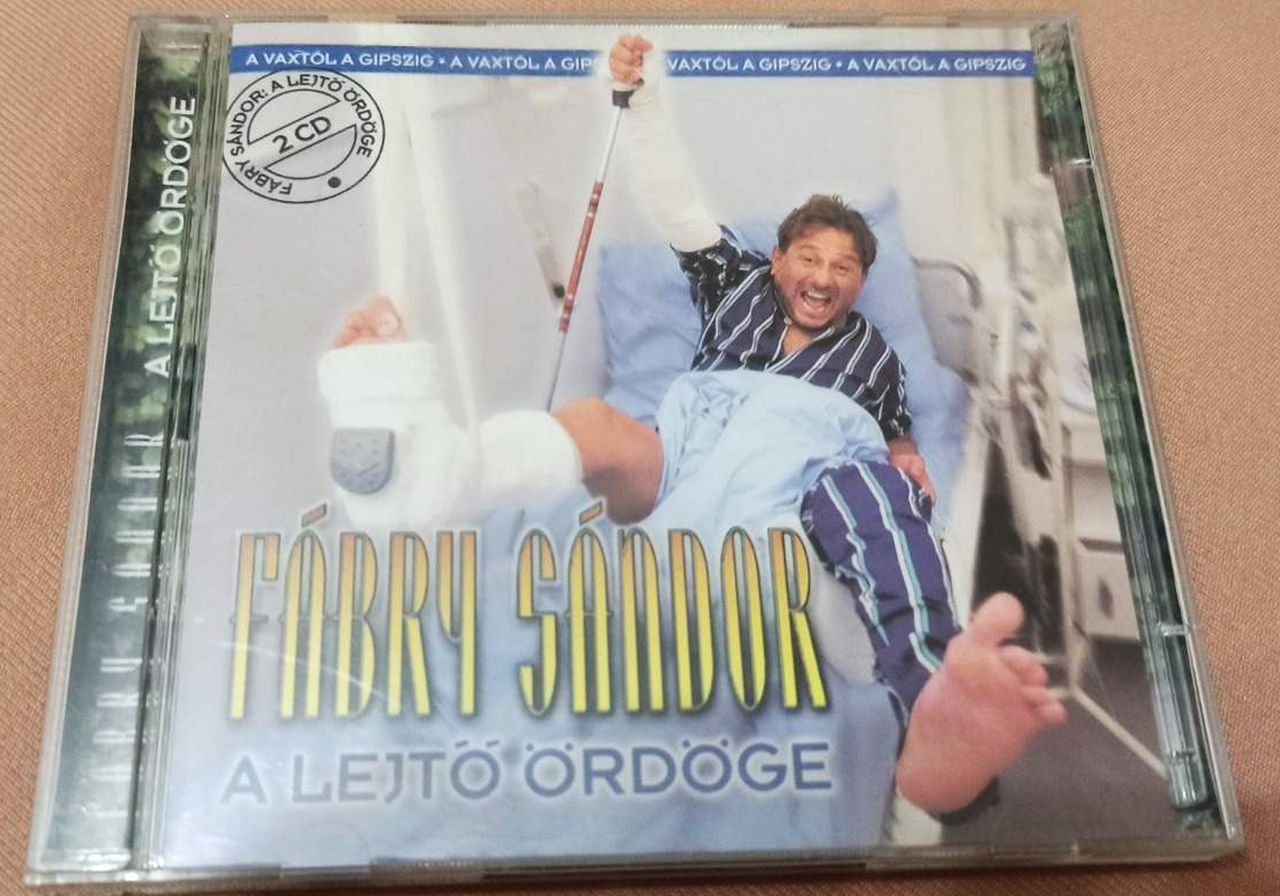 A VAXTÓL A GIPSZIG • A VAXTÓL A GIPS VAXTÓL A GIPSZIG • A VAXTÓL A GIPSZIG
FÁBRY SÁNDOR: A LEJTŐ ÖRDÖGE
2 CD
FÁBRY SÁNDOR
A LEJTŐ ÖRDÖGE
FÁBRY SÁNDOR A LEJTŐ ÖRDÖGE